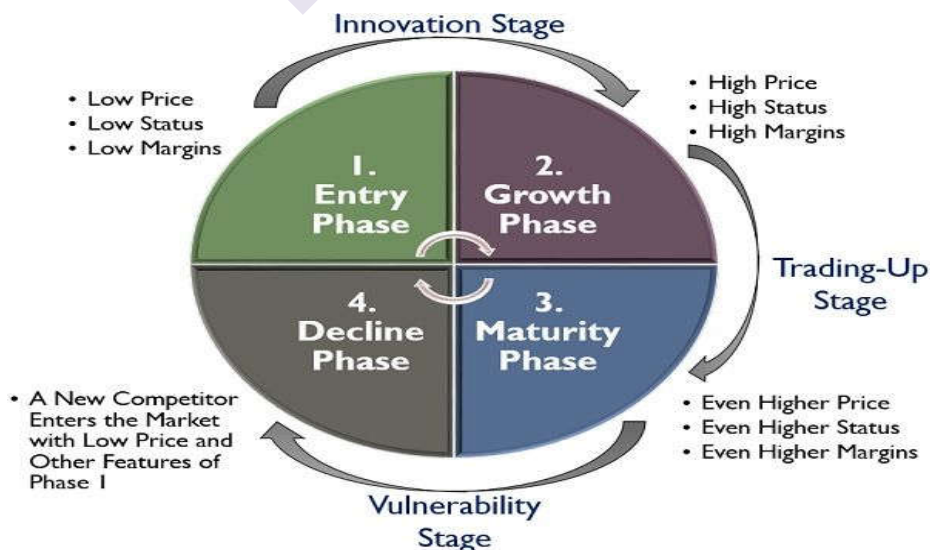 Innovation Stage
• Low Price
• Low Status
• Low Margins
• High Price
• High Status
• High Margins
1.
Entry
Phase
2.
Growth
Phase
Trading-Up
Stage
4.
Decline
Phase
3.
Maturity
Phase
• A New Competitor
Enters the Market
with Low Price and
Other Features of
Phase 1
• Even Higher Price
• Even Higher Status
• Even Higher Margins
Vulnerability
Stage